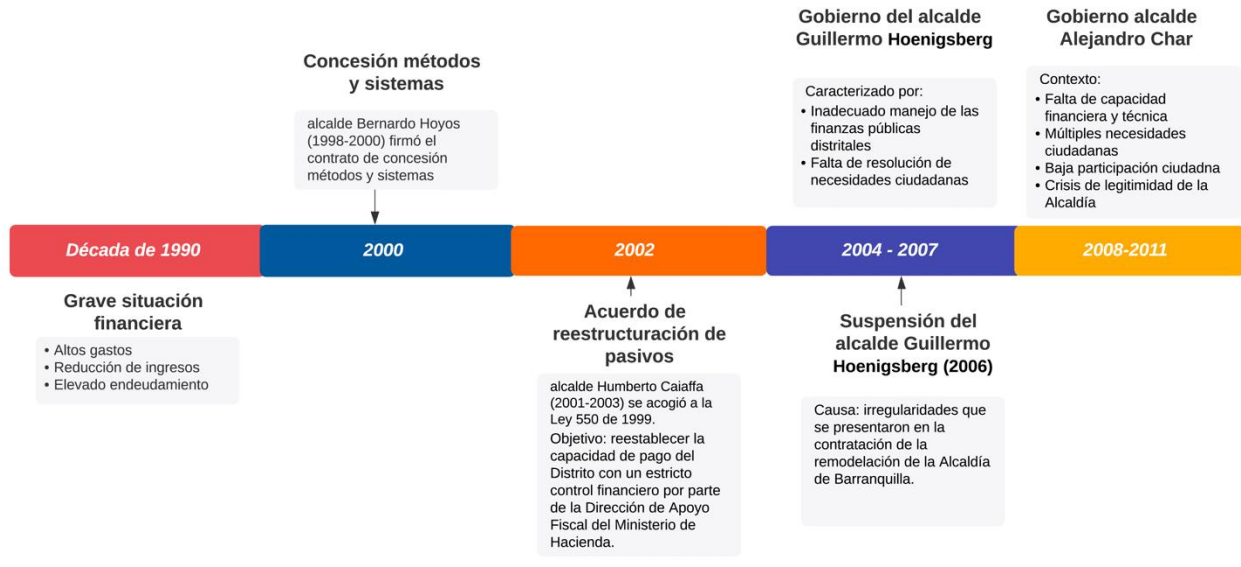 Concesión métodos
y sistemas
alcalde Bernardo Hoyos
(1998-2000) firmó el
contrato de concesión
métodos y sistemas
Gobierno del alcalde
Guillermo Hoenigsberg
Caracterizado por:
• Inadecuado manejo de las
finanzas públicas
distritales
• Falta de resolución de
necesidades ciudadanas
Gobierno alcalde
Alejandro Char
Contexto:
• Falta de capacidad
financiera y técnica
• Múltiples necesidades
ciudadanas
• Baja participación ciudadna
• Crisis de legitimidad de la
Alcaldía
Década de 1990
2000
2002
2004 - 2007
2008-2011
Grave situación
financiera
• Altos gastos
• Reducción de ingresos
• Elevado endeudamiento
Acuerdo de
reestructuración de
pasivos
alcalde Humberto Caiaffa
(2001-2003) se acogió a la
Ley 550 de 1999.
Objetivo: reestablecer la
capacidad de pago del
Distrito con un estricto
control financiero por parte
de la Dirección de Apoyo
Fiscal del Ministerio de
Hacienda.
Suspensión del
alcalde Guillermo
Hoenigsberg (2006)
Causa: irregularidades que
se presentaron en la
contratación de la
remodelación de la Alcaldía
de Barranquilla.